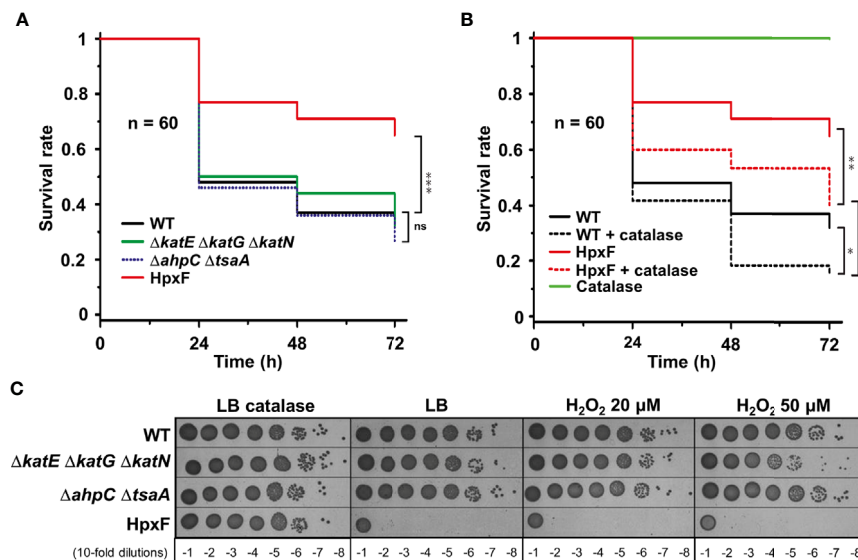 A
Survival rate
1
0.8
0.6
0.4
0.2
0
n = 60
***
ns
WT
ΔkatE ΔkatG ΔkatN
ΔahpC ΔtsaA
HpxF
0 24 48 72
Time (h)
B
Survival rate
1
0.8
0.6
0.4
0.2
0
n = 60
**
*
WT
WT + catalase
HpxF
HpxF + catalase
Catalase
0 24 48 72
Time (h)
C
LB catalase LB H₂O₂ 20 µM H₂O₂ 50 µM
WT
ΔkatE ΔkatG ΔkatN
ΔahpC ΔtsaA
HpxF
(10-fold dilutions) -1 -2 -3 -4 -5 -6 -7 -8 -1 -2 -3 -4 -5 -6 -7 -8 -1 -2 -3 -4 -5 -6 -7 -8 -1 -2 -3 -4 -5 -6 -7 -8